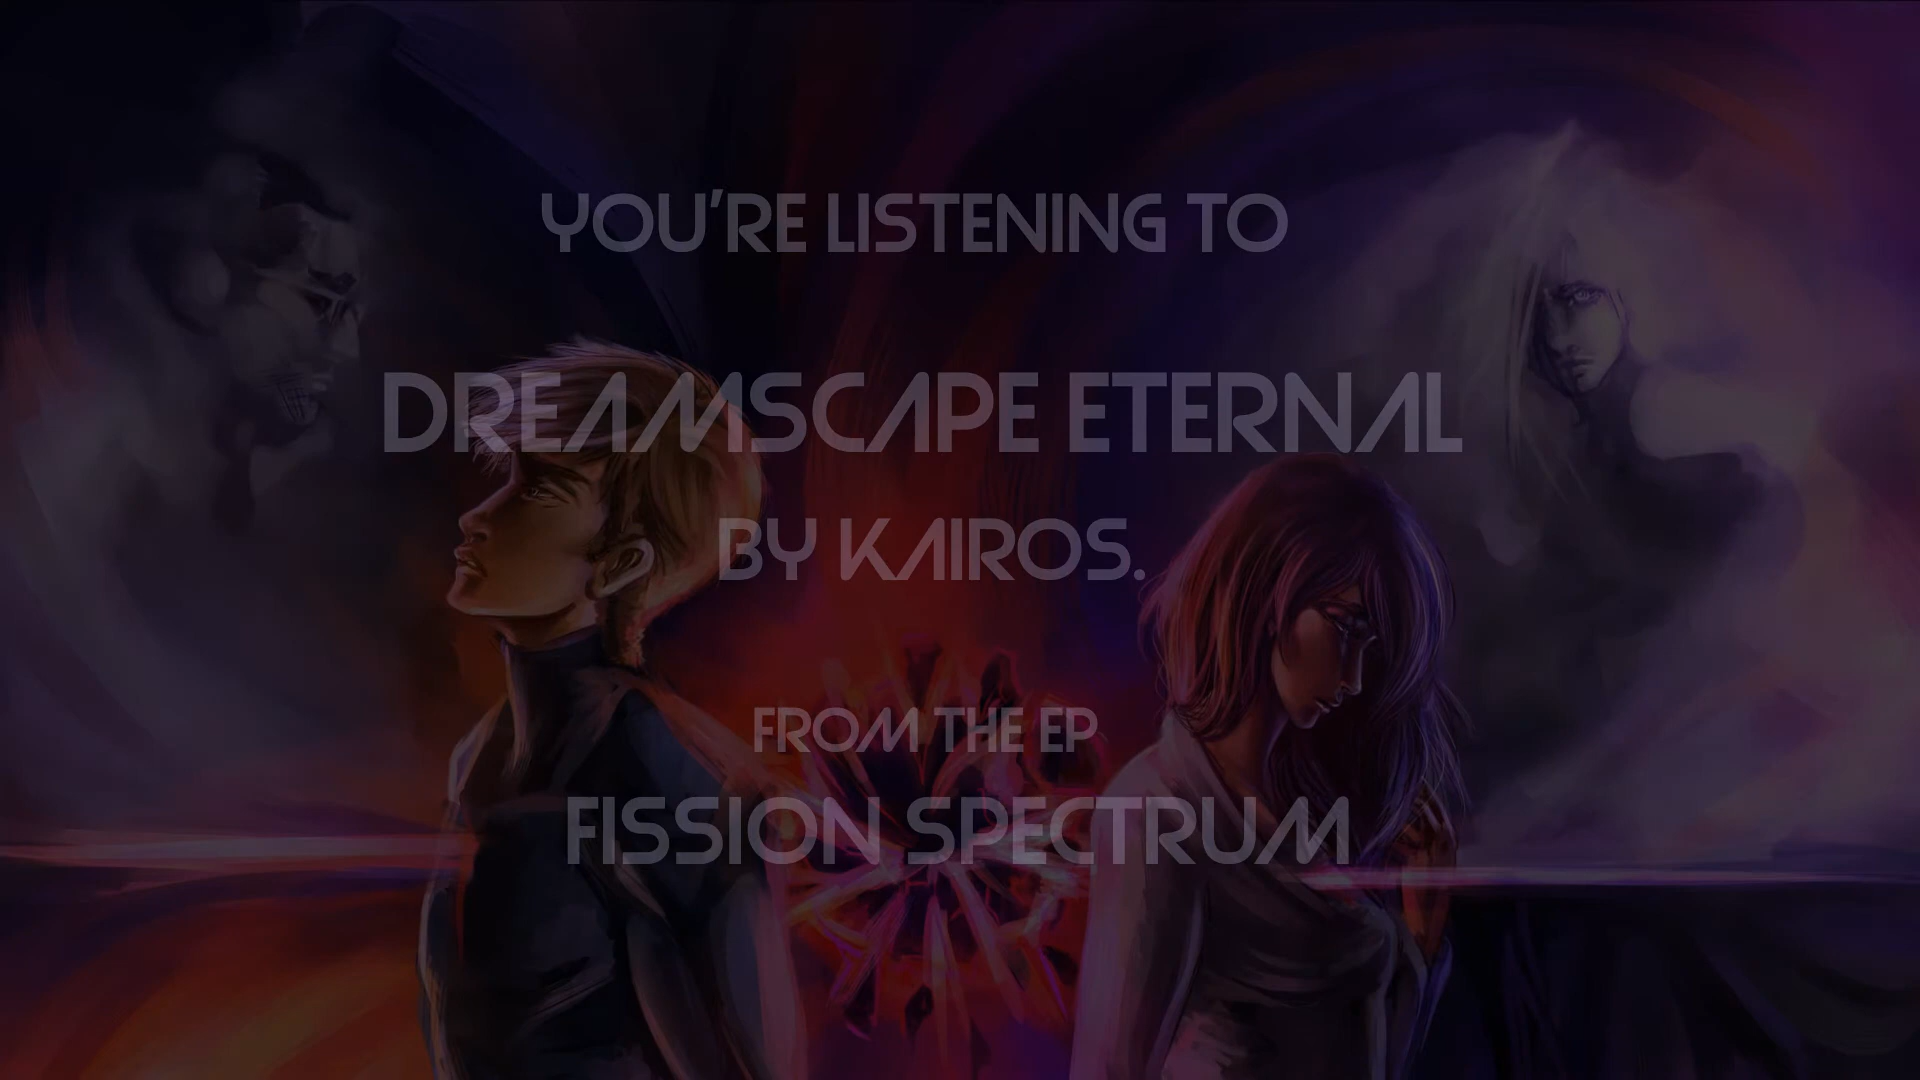 YOU'RE LISTENING TO
DREAMSCAPE ETERNAL
BY KAIROS.
FROM THE EP
FISSION SPECTRUM